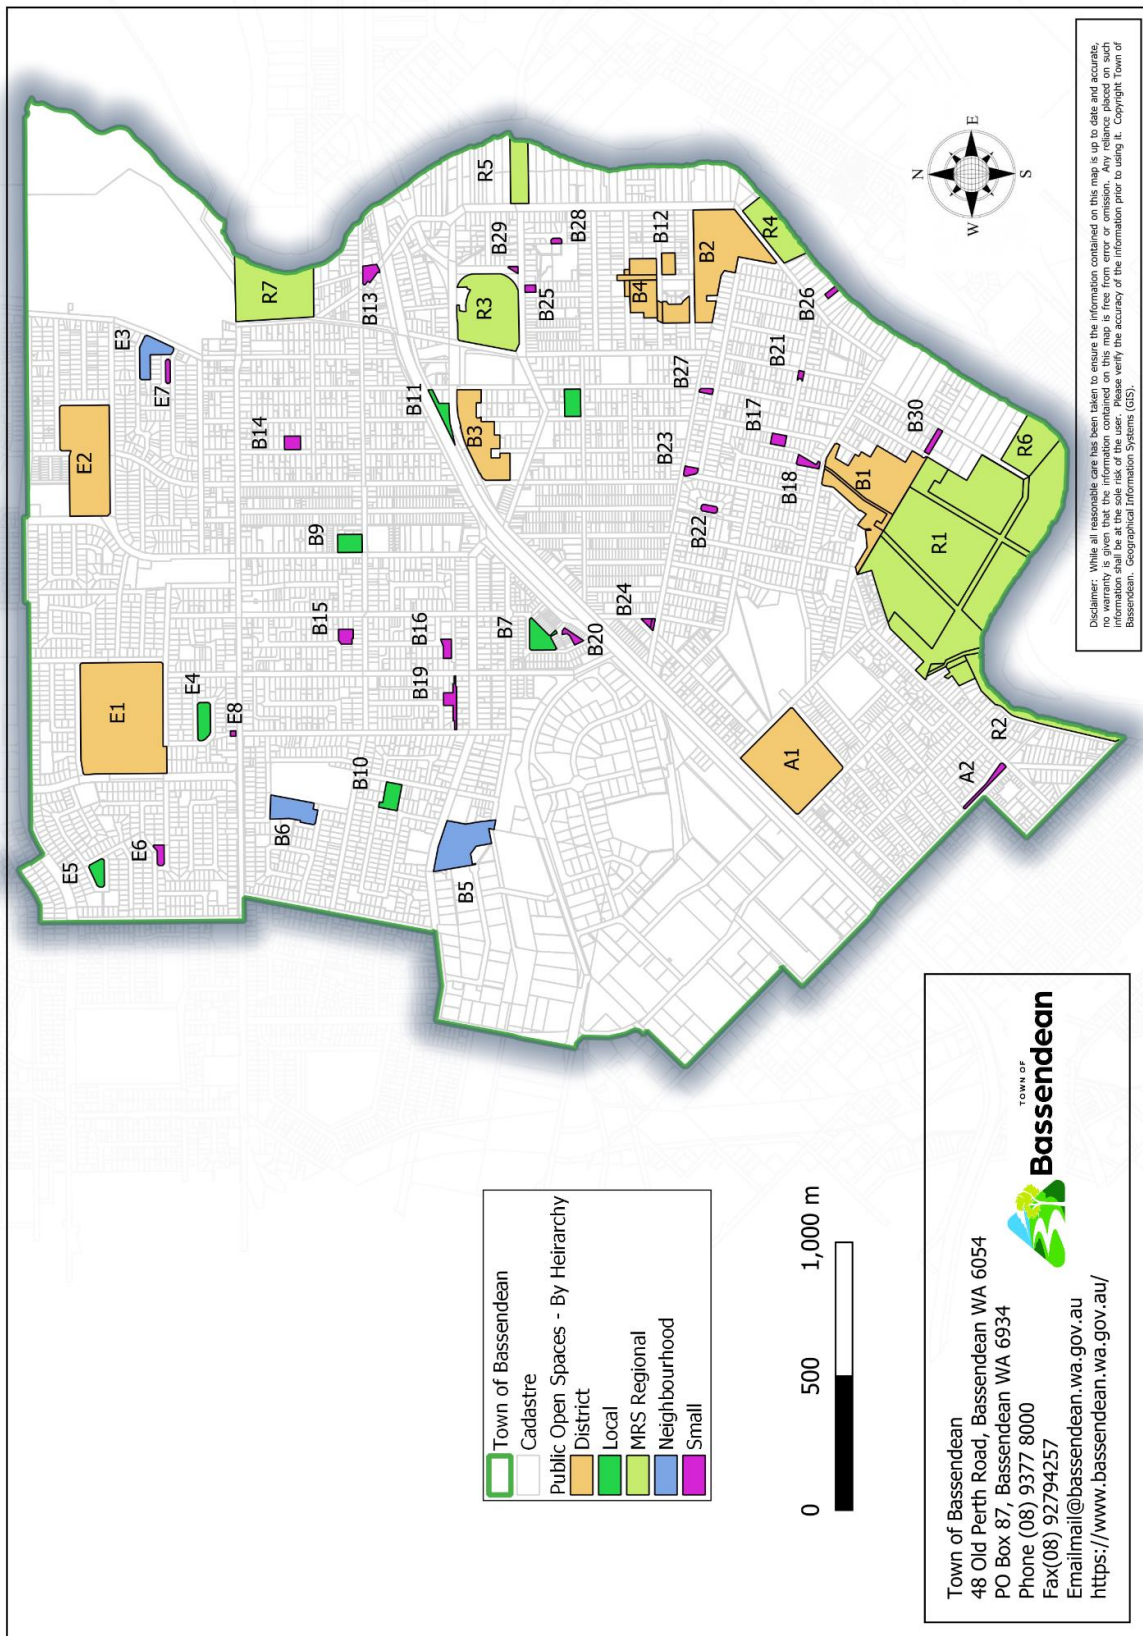 E1
E2
E3
E4
E5
E6
E7
E8
R7
R5
R3
R4
R1
R6
R2
B13
B14
B9
B15
B16
B19
B10
B6
B5
B11
B3
B29
B28
B25
B12
B4
B2
B7
B20
B24
B27
B23
B22
B17
B18
B21
B26
B30
B1
A1
A2
N
E
S
W
Town of Bassendean
Cadastre
Public Open Spaces - By Heirarchy
District
Local
MRS Regional
Neighbourhood
Small
0
500
1,000 m
Town of Bassendean
48 Old Perth Road, Bassendean WA 6054
PO Box 87, Bassendean WA 6934
Phone (08) 9377 8000
Fax(08) 92794257
Emailmail@bassendean.wa.gov.au
https://www.bassendean.wa.gov.au/
TOWN OF
Bassendean
Disclaimer: While all reasonable care has been taken to ensure the information contained on this map is up to date and accurate,
no warranty is given that the information contained on this map is free from error or omission. Any reliance placed on such
information shall be at the sole risk of the user. Please verify the accuracy of the information prior to using it. Copyright Town of
Bassendean. Geographical Information Systems (GIS).